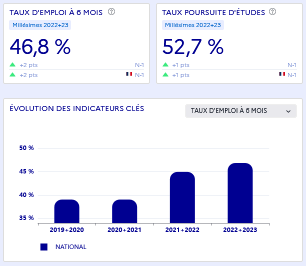 TAUX D'EMPLOI À 6 MOIS
Millésimes 2022+23
46,8 %
+2 pts N-1
+2 pts N-1
TAUX POURSUITE D'ÉTUDES
Millésimes 2022+23
52,7 %
+1 pts N-1
+1 pts N-1
ÉVOLUTION DES INDICATEURS CLÉS
TAUX D'EMPLOI À 6 MOIS
50 %
45 %
40 %
35 %
2019+2020 2020+2021 2021+2022 2022+2023
NATIONAL